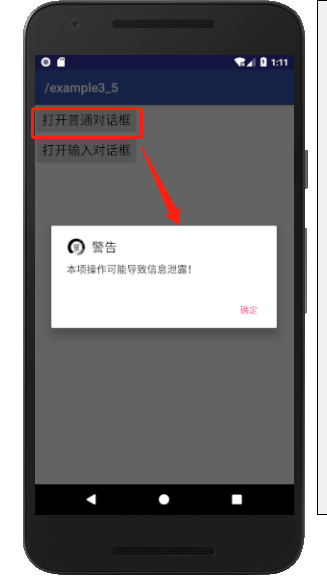 1:11
/example3_5
打开普通对话框
打开输入对话框
警告
本项操作可能导致信息泄露!
确定